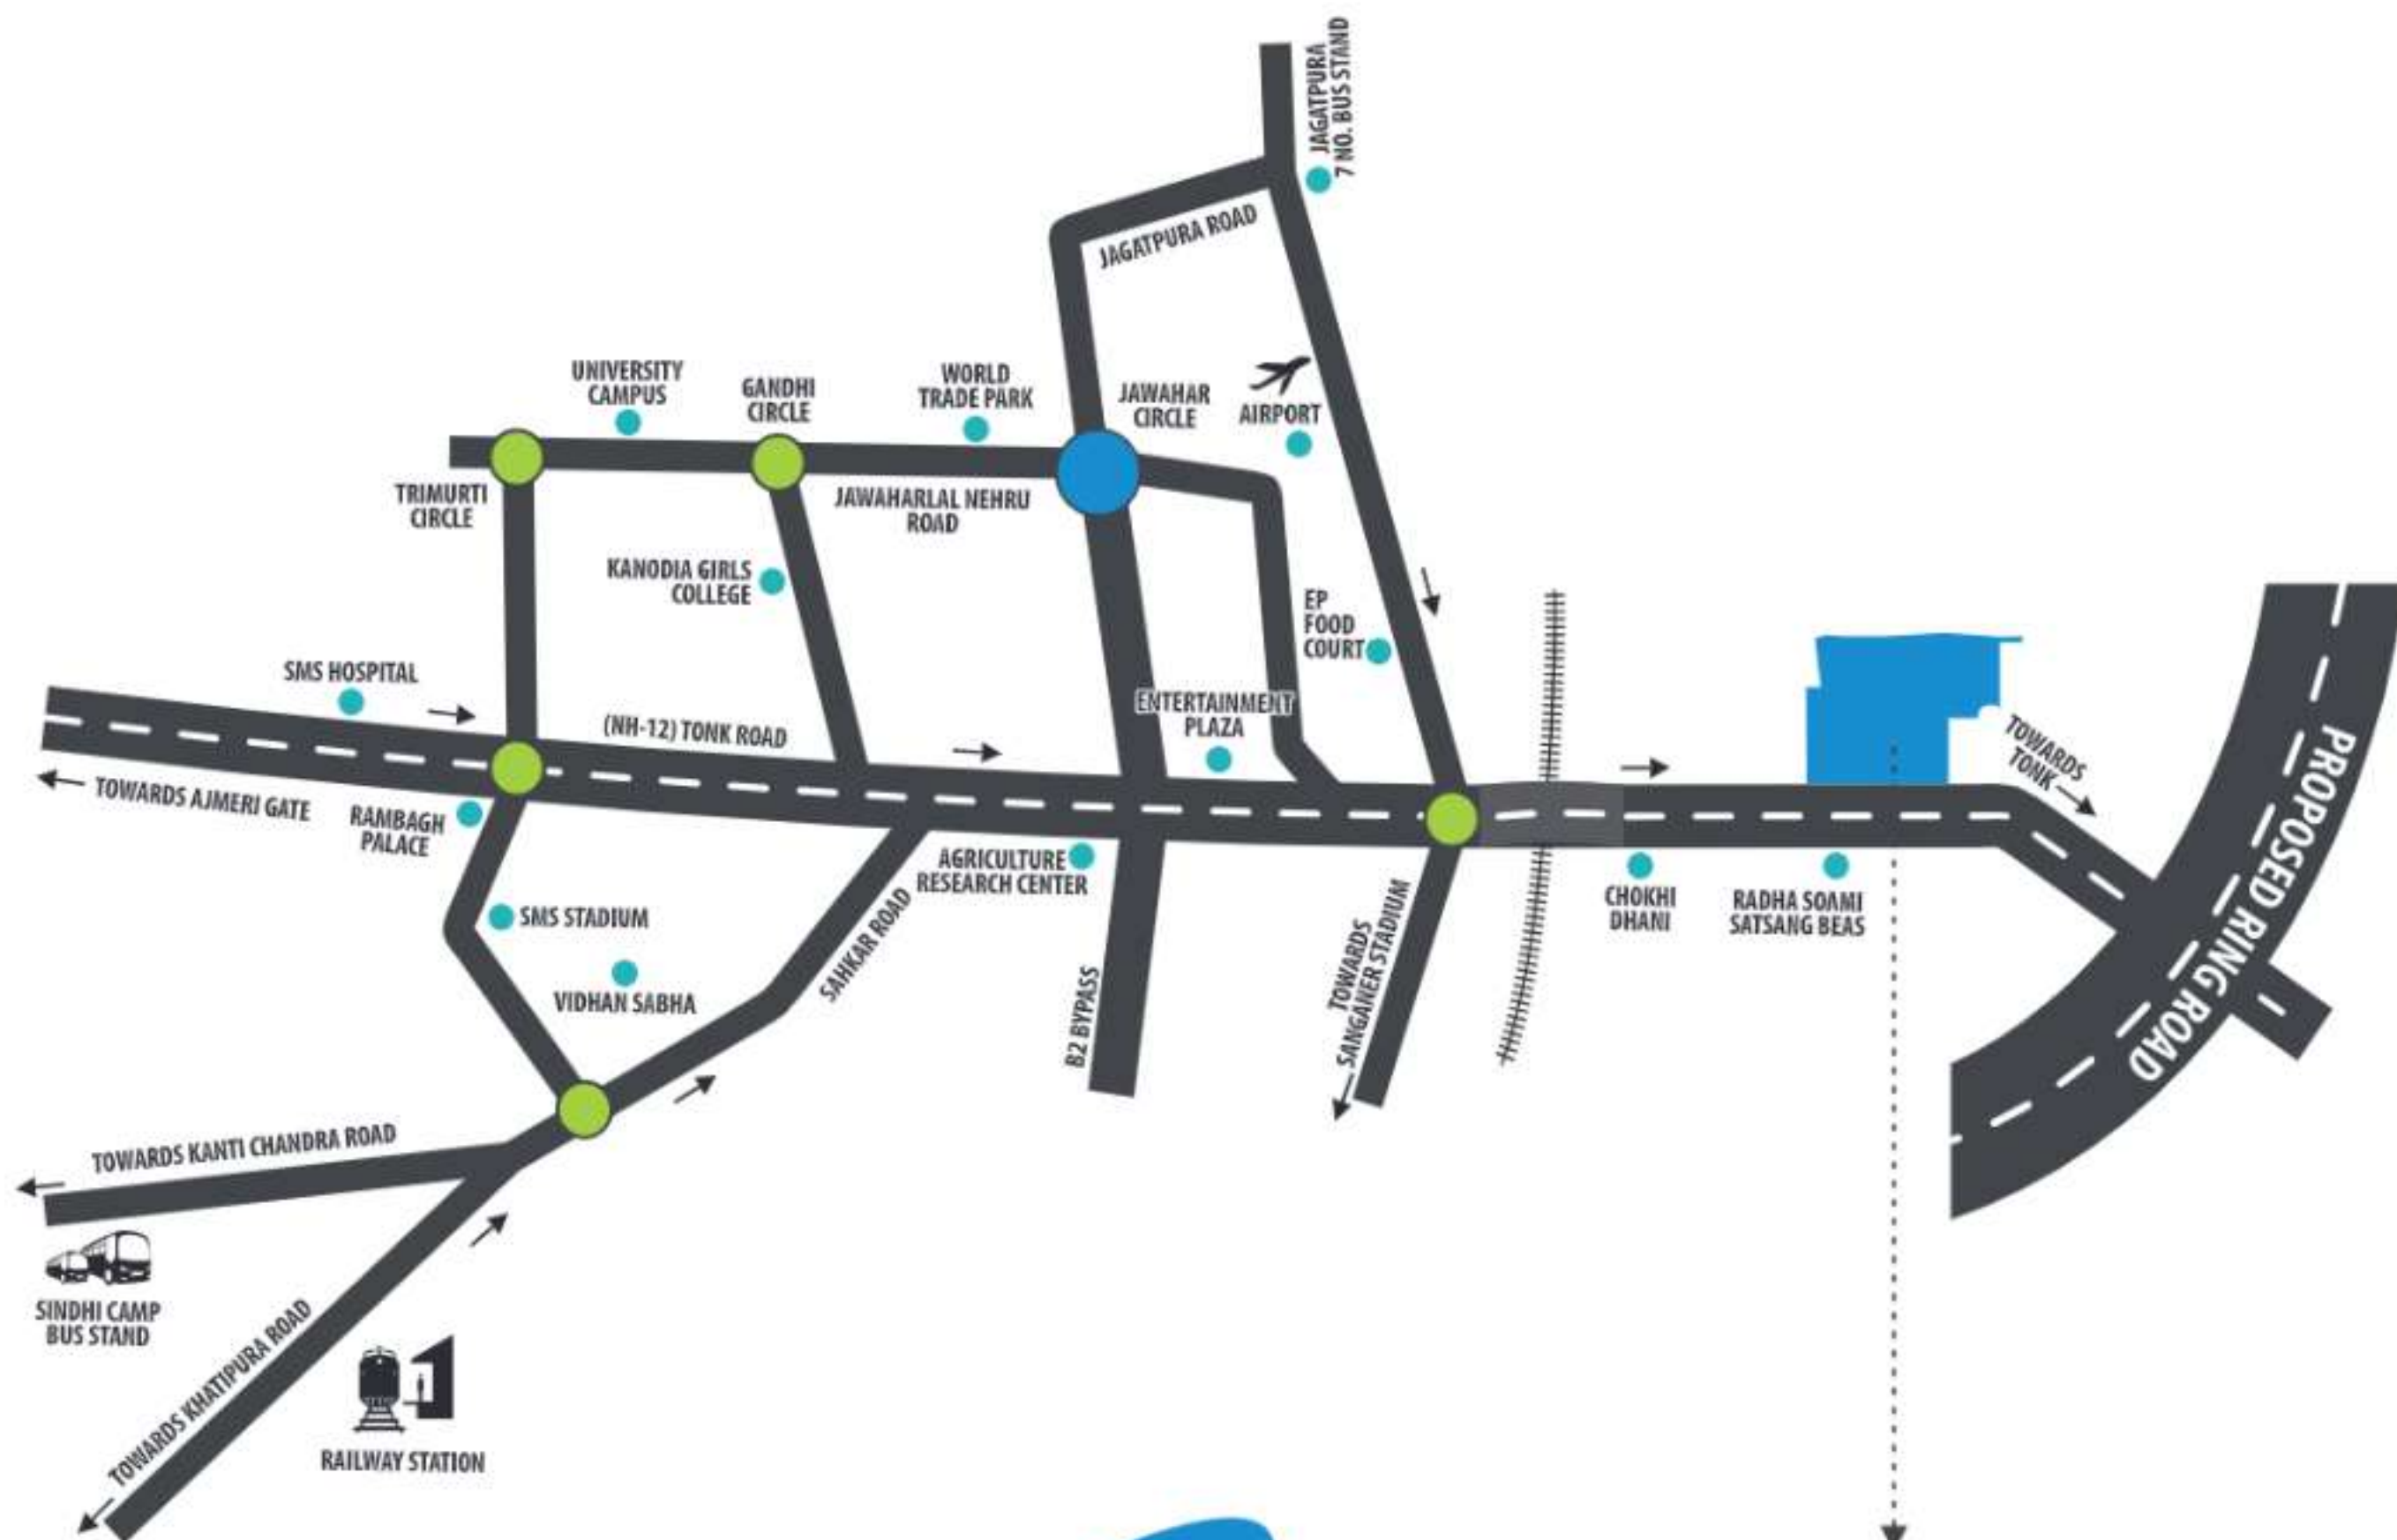 JAGATPURA
7 NO. BUS STAND
JAGATPURA ROAD
UNIVERSITY
CAMPUS
GANDHI
CIRCLE
WORLD
TRADE PARK
JAWAHAR
CIRCLE
AIRPORT
TRIMURTI
CIRCLE
JAWAHARLAL NEHRU
ROAD
KANODIA GIRLS
COLLEGE
EP
FOOD
COURT
SMS HOSPITAL
(NH-12) TONK ROAD
ENTERTAINMENT
PLAZA
TOWARDS
TONK
PROPOSED RING ROAD
TOWARDS AJMERI GATE
RAMBAGH
PALACE
AGRICULTURE
RESEARCH CENTER
CHOKHI
DHANI
RADHA SOAMI
SATSANG BEAS
SMS STADIUM
SAHKAR ROAD
VIDHAN SABHA
B2 BYPASS
TOWARDS
SANGANER STADIUM
TOWARDS KANTI CHANDRA ROAD
SINDHI CAMP
BUS STAND
TOWARDS KHATIPURA ROAD
RAILWAY STATION